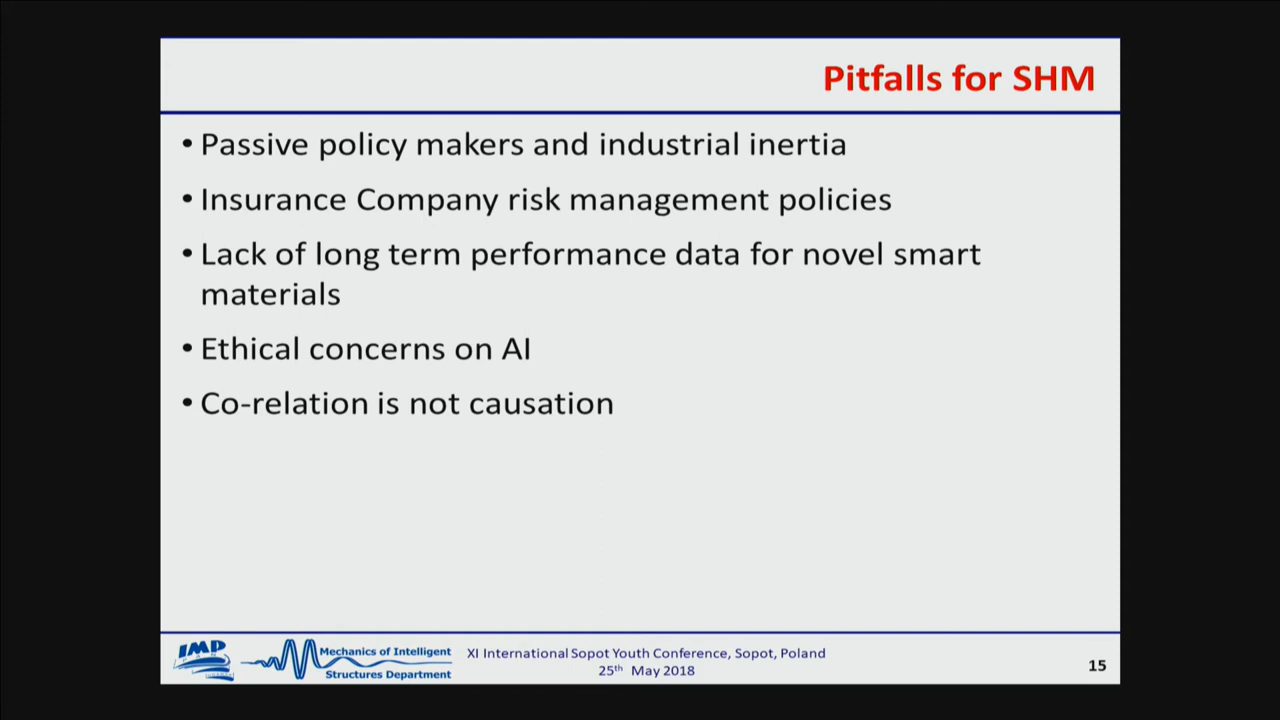 Pitfalls for SHM
• Passive policy makers and industrial inertia
• Insurance Company risk management policies
• Lack of long term performance data for novel smart
materials
• Ethical concerns on AI
• Co-relation is not causation
IMP
Mechanics of Intelligent
Structures Department
XI International Sopot Youth Conference, Sopot, Poland
25th May 2018
15